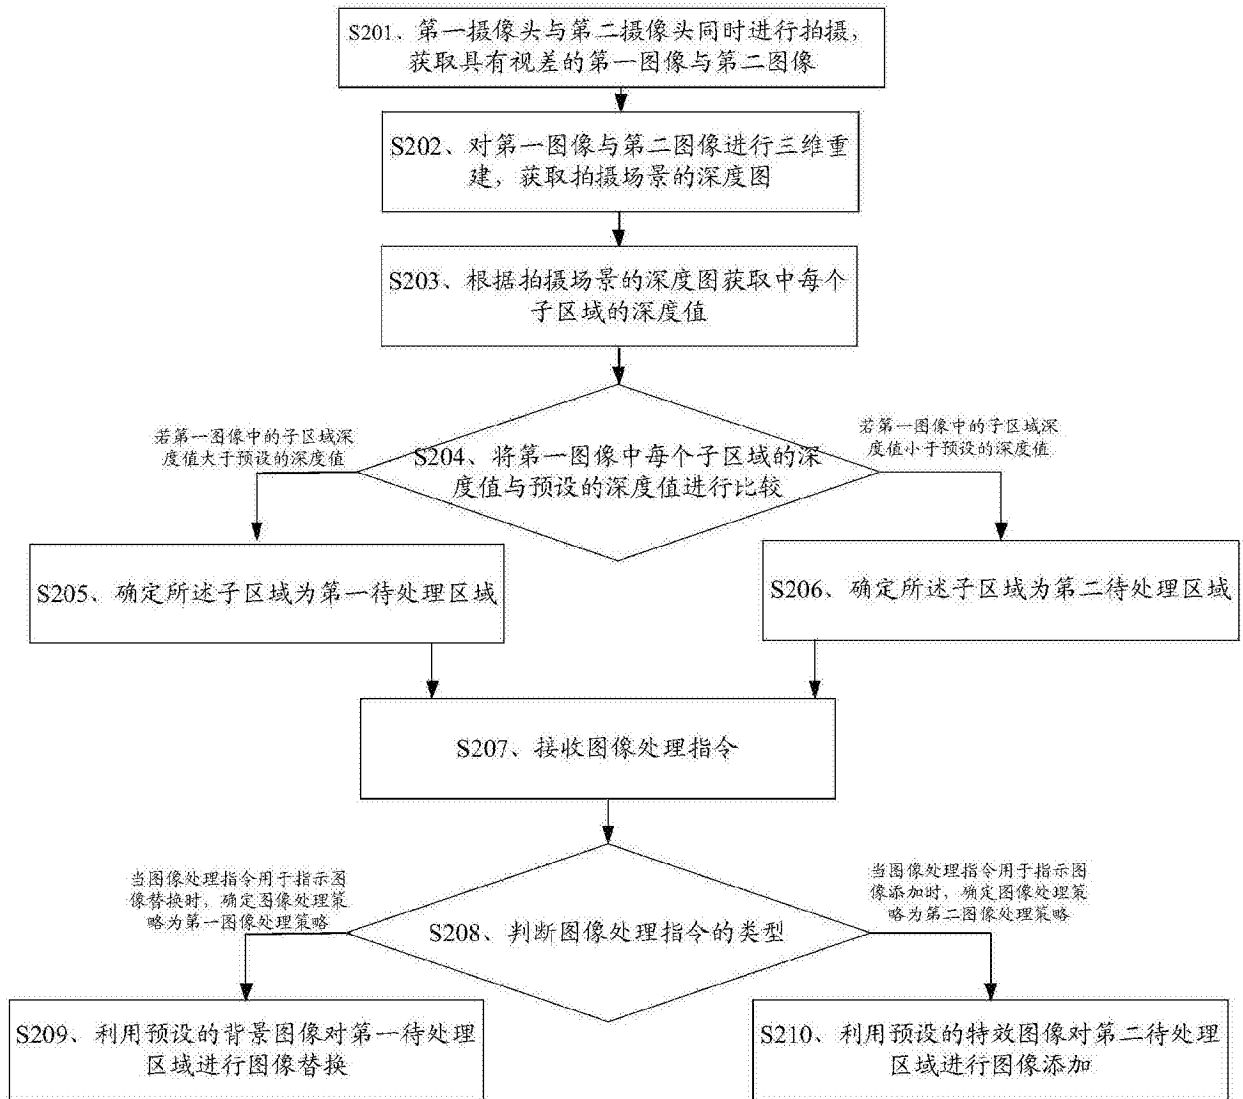 S201、第一摄像头与第二摄像头同时进行拍摄，
获取具有视差的第一图像与第二图像
S202、对第一图像与第二图像进行三维重
建，获取拍摄场景的深度图
S203、根据拍摄场景的深度图获取中每个
子区域的深度值
若第一图像中的子区域深
度值大于预设的深度值
若第一图像中的子区域深
度值小于预设的深度值
S204、将第一图像中每个子区域的深
度值与预设的深度值进行比较
S205、确定所述子区域为第一待处理区域
S206、确定所述子区域为第二待处理区域
S207、接收图像处理指令
当图像处理指令用于指示图
像替换时，确定图像处理策
略为第一图像处理策略
当图像处理指令用于指示图
像添加时，确定图像处理策
略为第二图像处理策略
S208、判断图像处理指令的类型
S209、利用预设的背景图像对第一待处理
区域进行图像替换
S210、利用预设的特效图像对第二待处理
区域进行图像添加